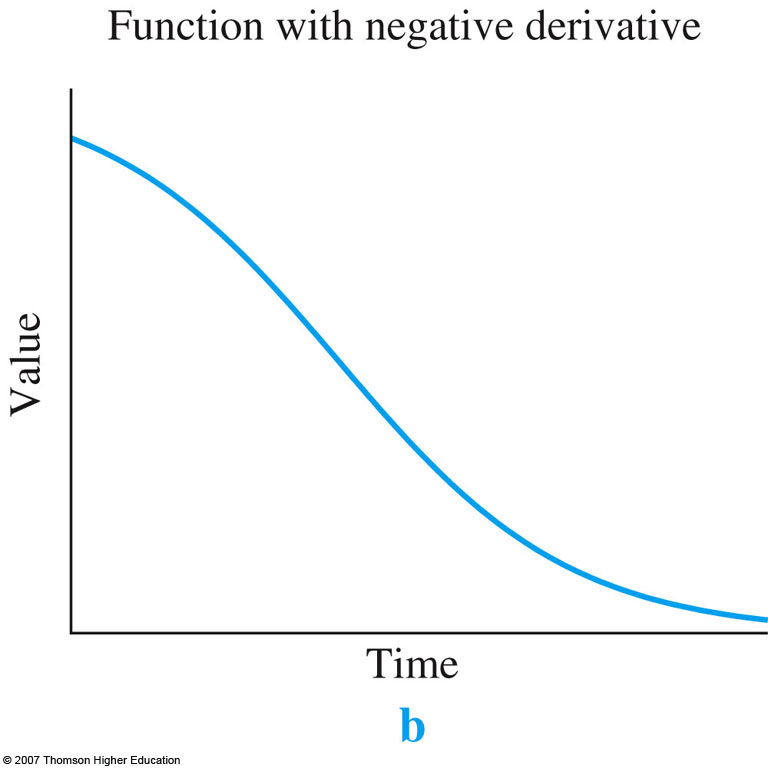 Function with negative derivative
Value
Time
b
© 2007 Thomson Higher Education